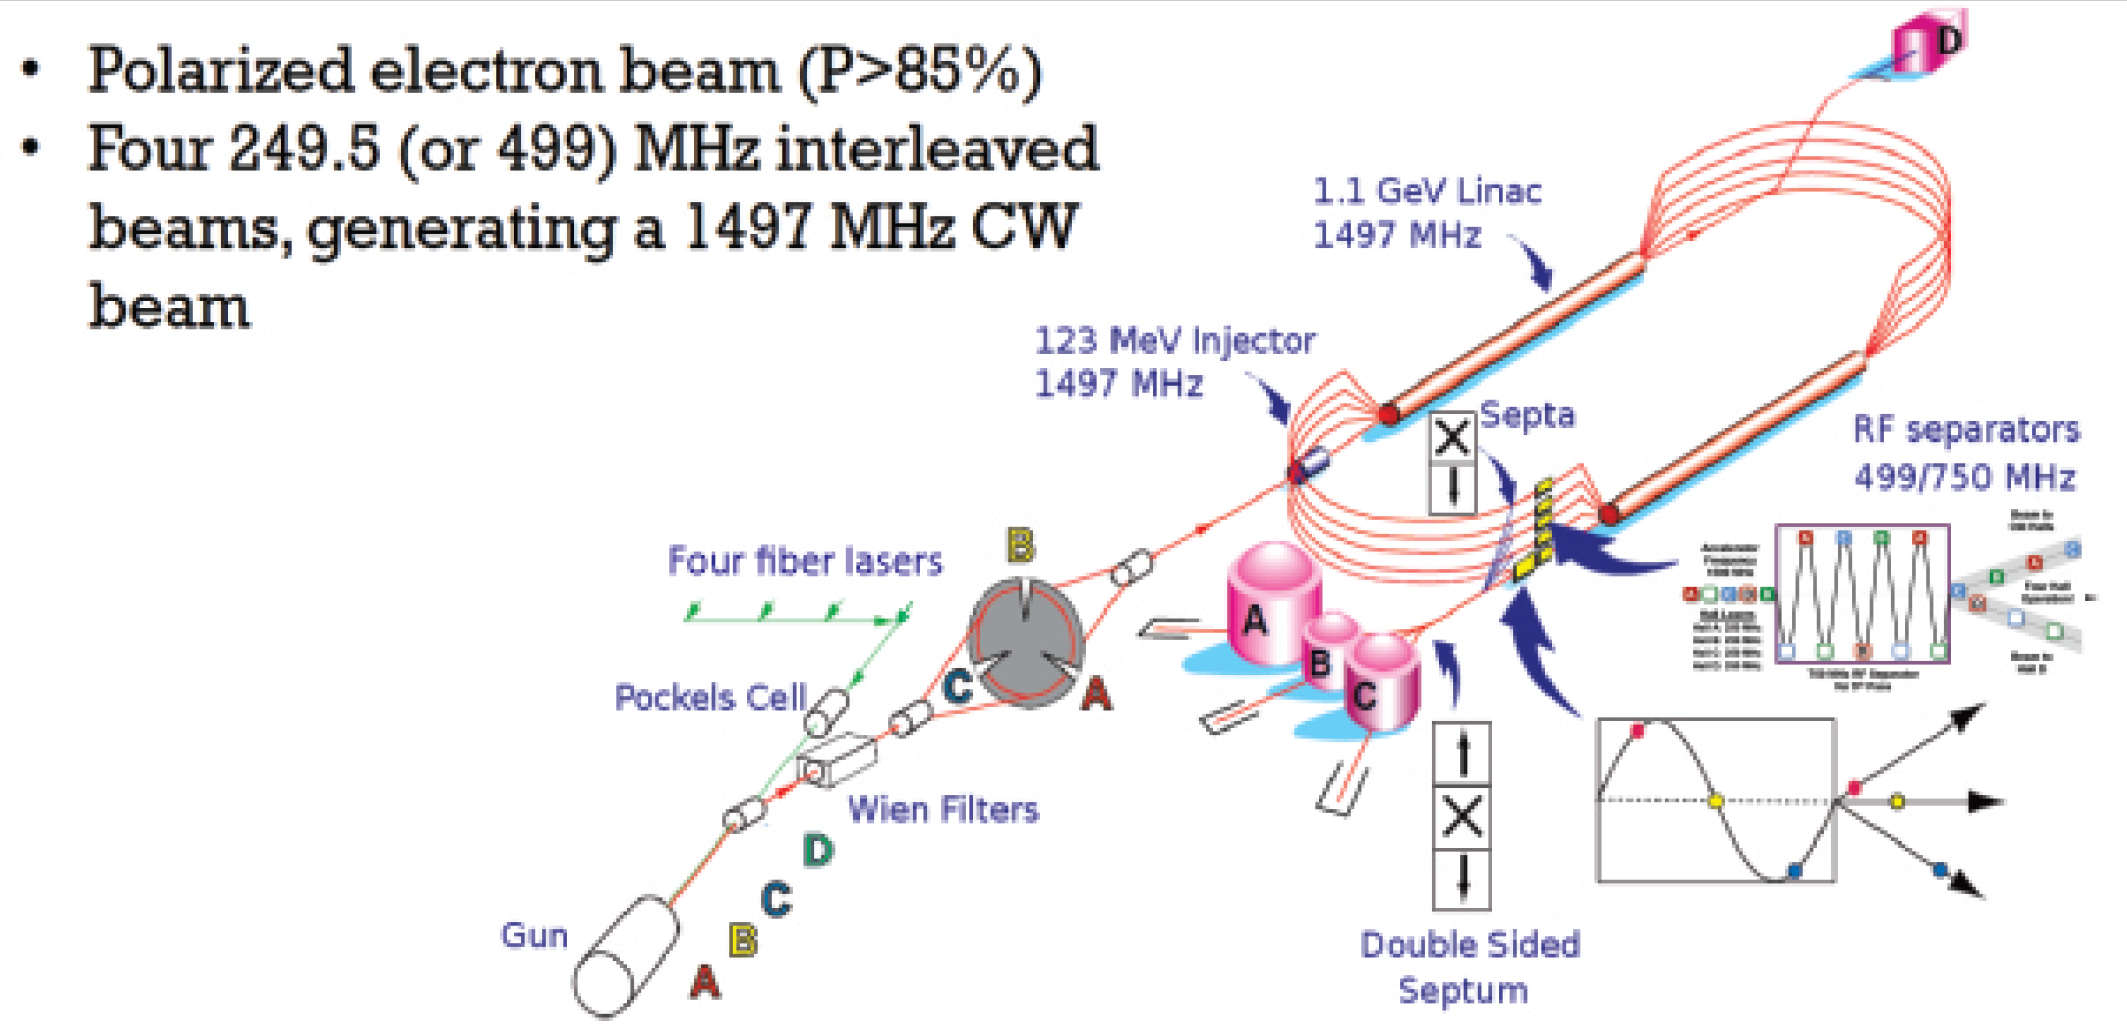 • Polarized electron beam (P>85%)
• Four 249.5 (or 499) MHz interleaved
beams, generating a 1497 MHz CW
beam
D
1.1 GeV Linac
1497 MHz
123 MeV Injector
1497 MHz
Septa
RF separators
499/750 MHz
Four fiber lasers
B
C
A
Pockels Cell
Wien Filters
D
C
B
A
Gun
A
B
C
Double Sided
Septum